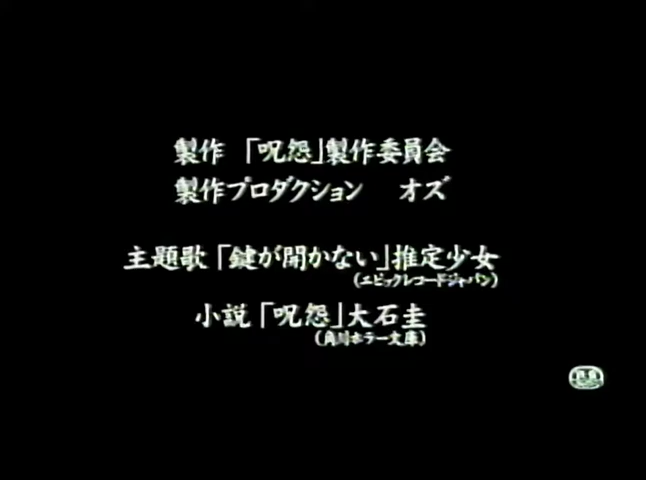 製作 「呪怨」製作委員会
製作プロダクション オズ
主題歌「鍵が開かない」推定少女
(エピックレコードジャパン)
小説「呪怨」大石圭
(角川ホラー文庫)